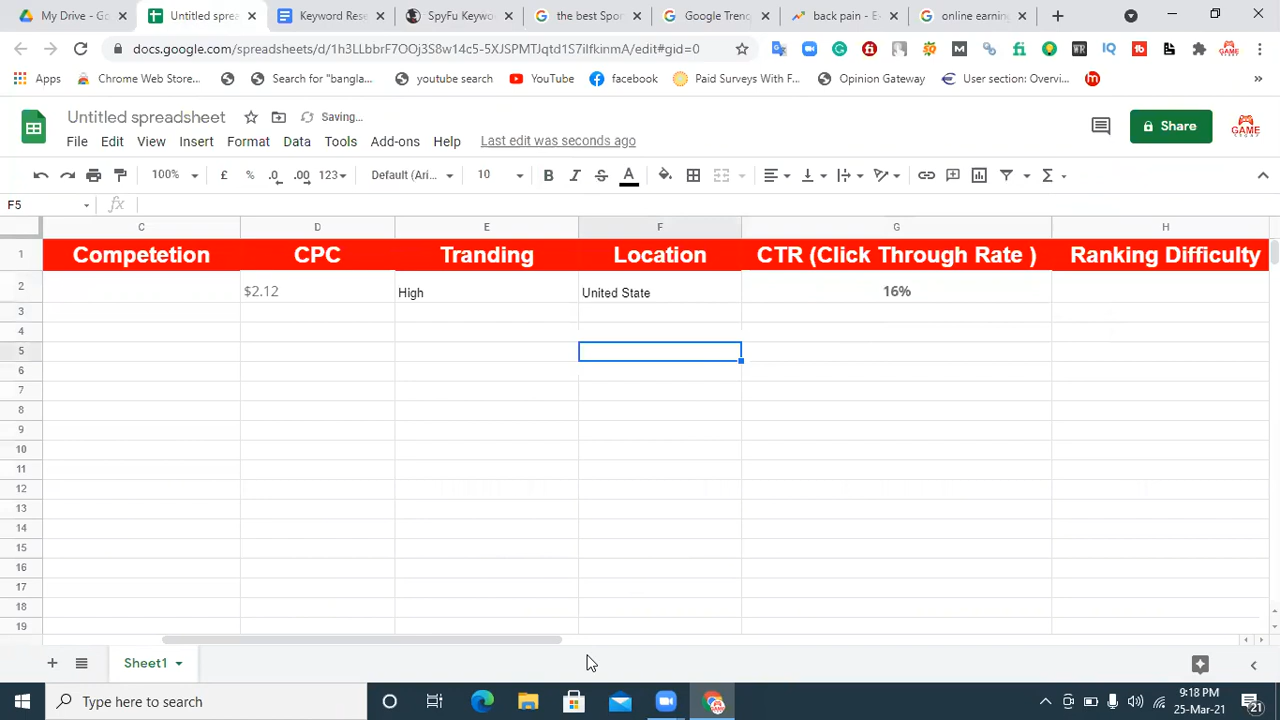 My Drive - Go
Untitled sprea
Keyword Rese
SpyFu Keywo
the best Spor
Google Trend
back pain - E
online earnin
docs.google.com/spreadsheets/d/1h3LLbbrF7OOj3S8w14c5-5XJSPMTJqtd1S7ilfkinmA/edit#gid=0
Apps
Chrome Web Store...
Search for "bangla...
youtube search
YouTube
facebook
Paid Surveys With F...
Opinion Gateway
User section: Overvi...
»
Untitled spreadsheet
Saving...
Share
File Edit View Insert Format Data Tools Add-ons Help Last edit was seconds ago
100% £ % .0 .00 123 Default (Ari... 10 B I S A Σ
F5 fx
C D E F G H
1 Competetion CPC Tranding Location CTR (Click Through Rate ) Ranking Difficulty
2 $2.12 High United State 16%
3
4
5
6
7
8
9
10
11
12
13
14
15
16
17
18
19
+ Sheet1
Type here to search
9:18 PM
25-Mar-21
21